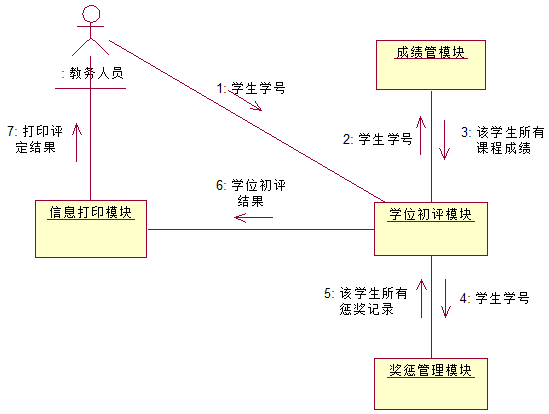 : 教务人员
1: 学生学号
成绩管模块
7: 打印评
定结果
2: 学生学号
3: 该学生所有
课程成绩
6: 学位初评
结果
信息打印模块
学位初评模块
5: 该学生所有
惩奖记录
4: 学生学号
奖惩管理模块